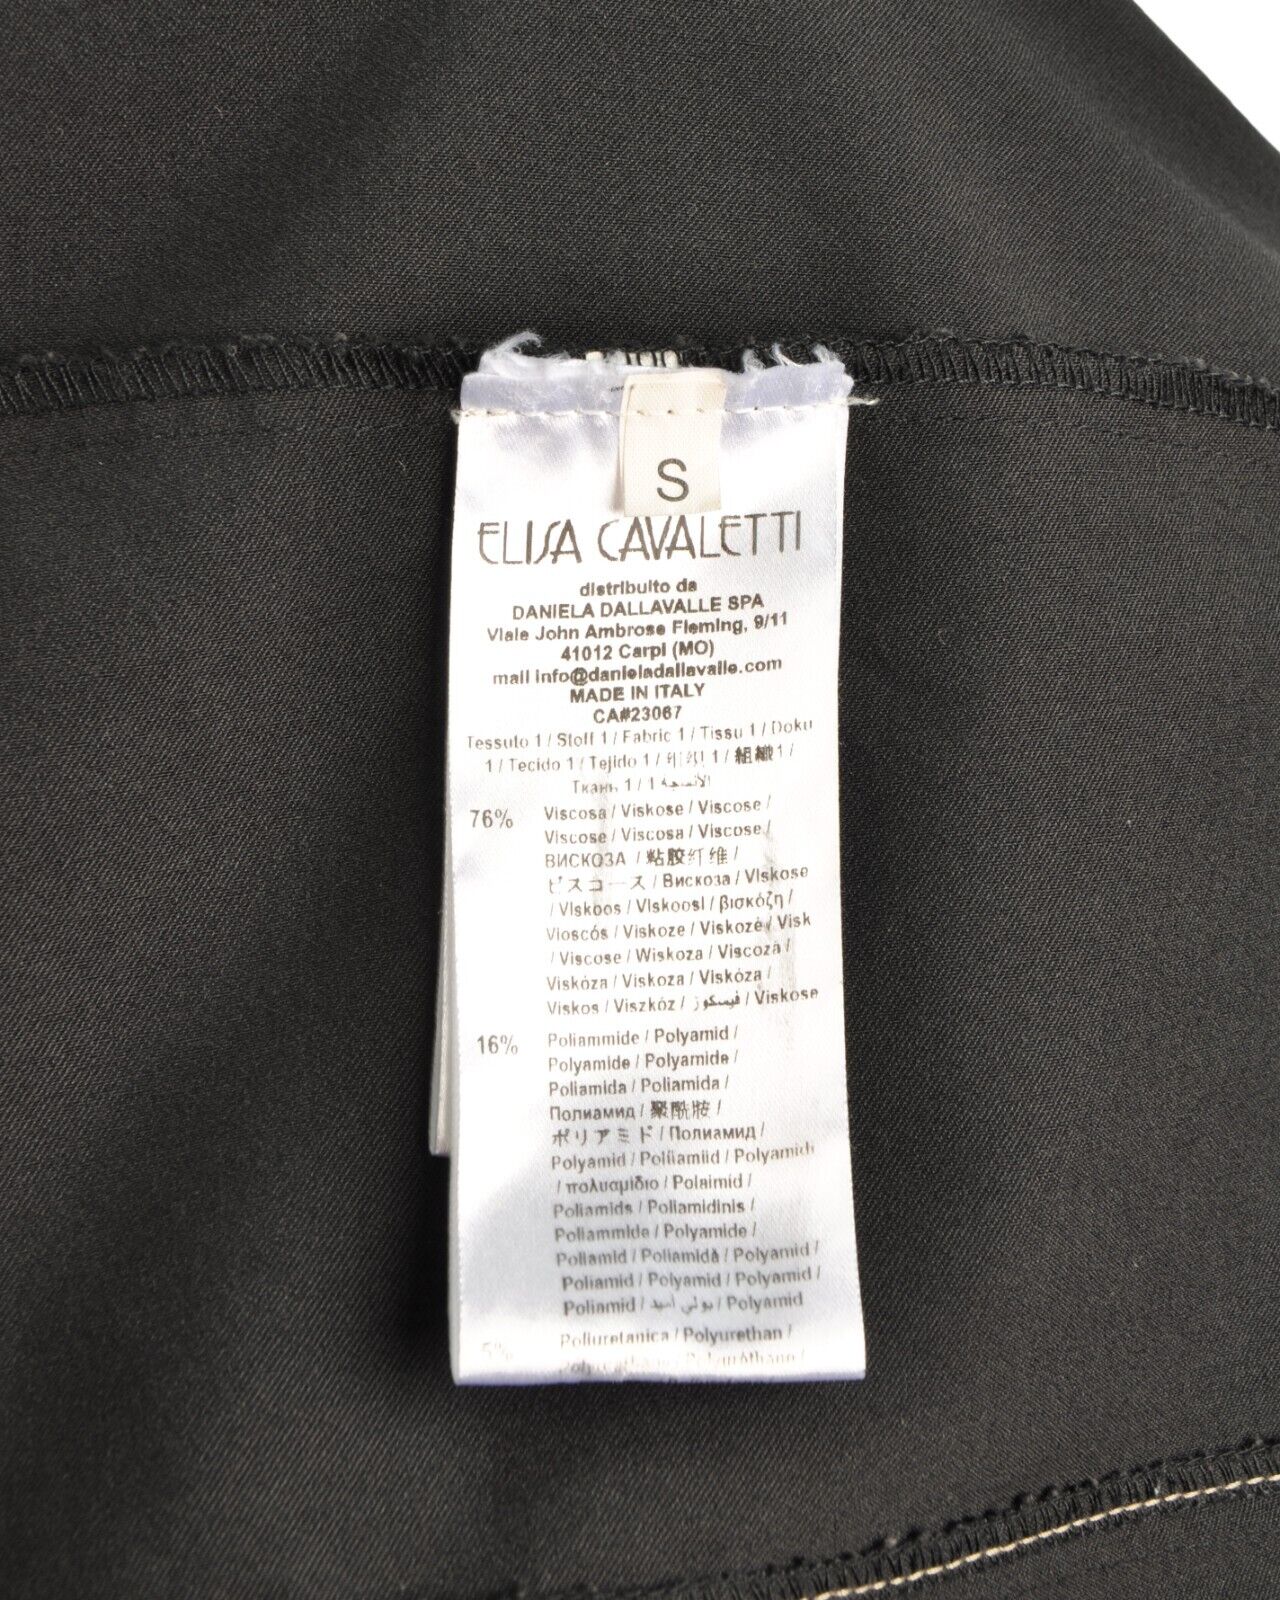 S
ELISA CAVALETTI
distribuito da
DANIELA DALLAVALLE SPA
Viale John Ambrose Fleming, 9/11
41012 Carpi (MO)
mail info@danieladallavalle.com
MADE IN ITALY
CA#23067
Tessuto 1 / Stoff 1 / Fabric 1 / Tissu 1 / Doku
1 / Tecido 1 / Tejido 1 / 组织 1 / 組織 1 /
Ткань 1 / 1 الأنسجة
76% Viscosa / Viskose / Viscose /
Viscose / Viscosa / Viscose /
ВИСКОЗА / 粘胶纤维 /
ビスコース / Вискоза / Viskose
/ Viskoos / Viskoosi / βισκόζη /
Vioscós / Viskoze / Viskozė / Visk
/ Viscose / Wiskoza / Viscoză /
Viskóza / Viskoza / Viskóza /
Viskos / Viszkóz / فيسكوز / Viskose
16% Poliammide / Polyamid /
Polyamide / Polyamide /
Poliamida / Poliamida /
Полиамид / 聚酰胺 /
ポリアミド / Полиамид /
Polyamid / Polüamiid / Polyamidi
/ πολυαμίδιο / Polaimid /
Poliamids / Poliamidinis /
Poliammide / Polyamide /
Poliamid / Poliamidă / Polyamid /
Poliamid / Polyamid / Polyamid /
Poliamid / بولي أميد / Polyamid
5% Poliuretanica / Polyurethan /
Polyuréthane /